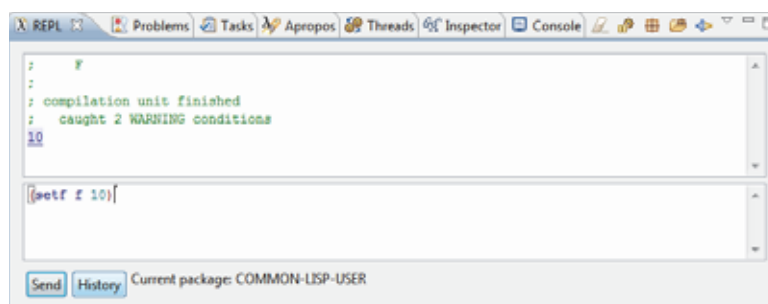 λ REPL Problems Tasks Apropos Threads Inspector Console
; F
;
; compilation unit finished
; caught 2 WARNING conditions
10
(setf f 10)
Send History Current package: COMMON-LISP-USER